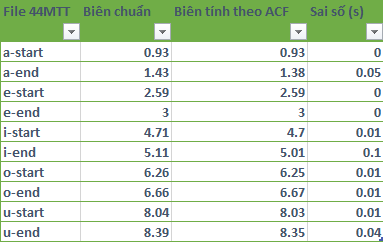 File 44MTT Biên chuẩn Biên tính theo ACF Sai số (s)
a-start 0.93 0.93 0
a-end 1.43 1.38 0.05
e-start 2.59 2.59 0
e-end 3 3 0
i-start 4.71 4.7 0.01
i-end 5.11 5.01 0.1
o-start 6.26 6.25 0.01
o-end 6.66 6.67 0.01
u-start 8.04 8.03 0.01
u-end 8.39 8.35 0.04